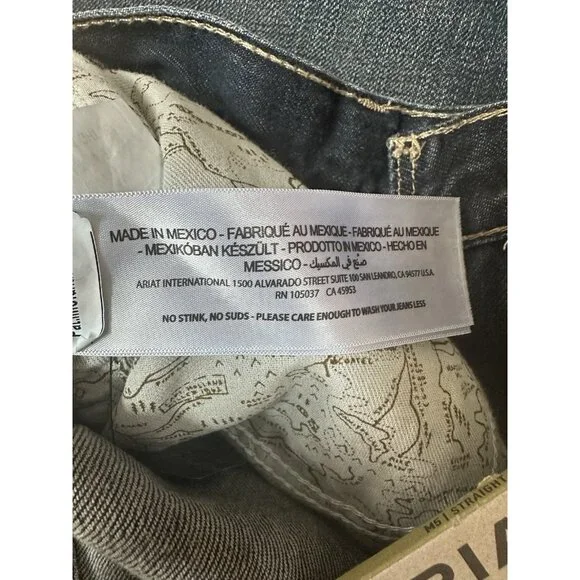 MADE IN MEXICO - FABRIQUÉ AU MEXIQUE - FABRIQUÉ AU MEXIQUE
- MEXIKÓBAN KÉSZÜLT - PRODOTTO IN MEXICO - HECHO EN
MESSICO - صنع في المكسيك
ARIAT INTERNATIONAL 1500 ALVARADO STREET SUITE 100 SAN LEANDRO, CA 94577 U.S.A.
RN 105037 CA 45953
NO STINK, NO SUDS - PLEASE CARE ENOUGH TO WASH YOUR JEANS LESS
HOLLAND
M5 | STRAIGHT
RIA